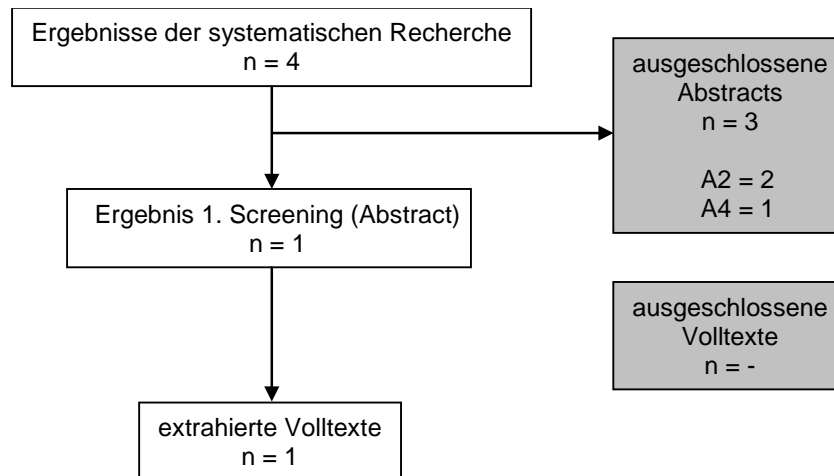 Ergebnisse der systematischen Recherche
n = 4
ausgeschlossene
Abstracts
n = 3
A2 = 2
A4 = 1
Ergebnis 1. Screening (Abstract)
n = 1
ausgeschlossene
Volltexte
n = -
extrahierte Volltexte
n = 1